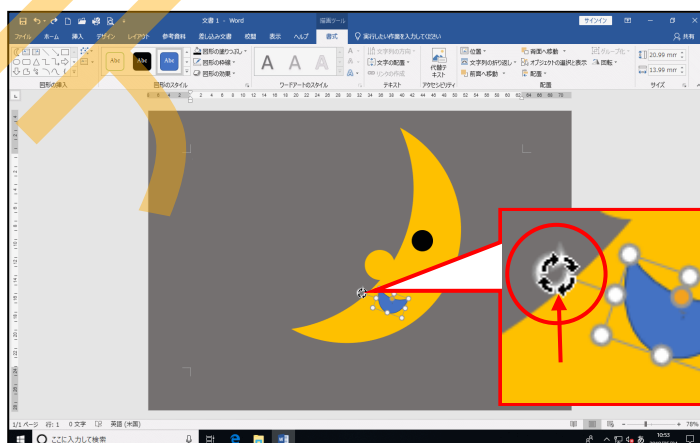 文書 1 - Word
描画ツール
サインイン
ファイル ホーム 挿入 デザイン レイアウト 参考資料 差し込み文書 校閲 表示 ヘルプ 書式 実行したい作業を入力してください 共有
Abc Abc Abc
図形の塗りつぶし
図形の枠線
図形の効果
A A A
文字列の方向
文字の配置
リンクの作成
代替テ
キスト
位置
文字列の折り返し
前面へ移動
背面へ移動
オブジェクトの選択と表示
配置
グループ化
回転
20.99 mm
13.99 mm
図形の挿入 図形のスタイル ワードアートのスタイル テキスト アクセシビリティ 配置 サイズ
1/1 ページ 行: 1 0 文字 英語 (米国) 78%
ここに入力して検索
あ 10:53